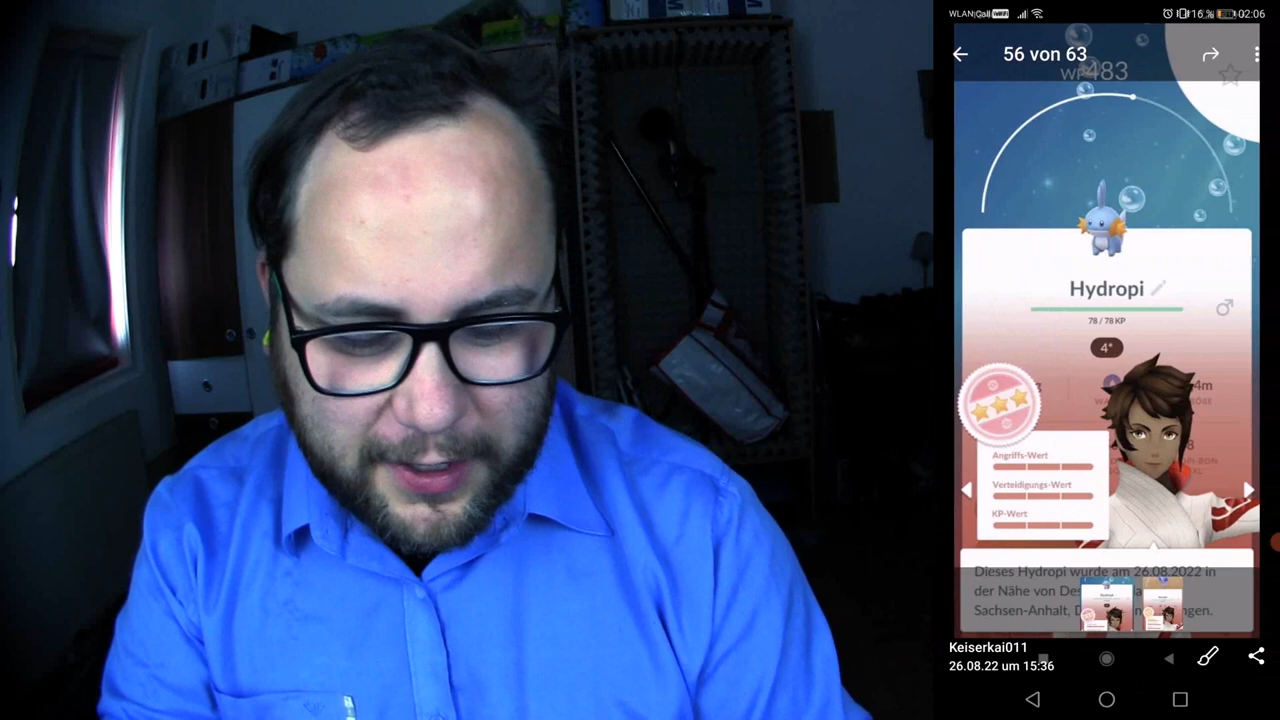 WLAN Call 16 % 02:06
56 von 63
WP483
Hydropi
78 / 78 KP
4*
4m
Angriffs-Wert
Verteidigungs-Wert
KP-Wert
Dieses Hydropi wurde am 26.08.2022 in
der Nähe von
Sachsen-Anhalt,
Keiserkai011
26.08.22 um 15:36